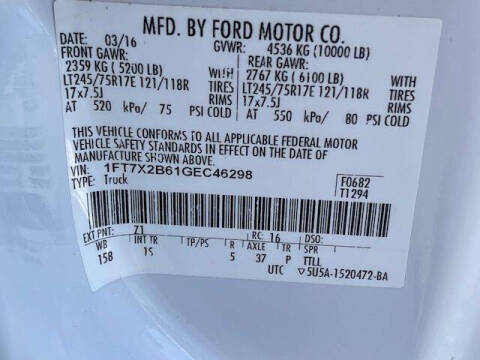 MFD. BY FORD MOTOR CO.
DATE: 03/16 GVWR: 4536 KG (10000 LB)
FRONT GAWR: REAR GAWR:
2359 KG (5200 LB) WITH 2767 KG (6100 LB) WITH
LT245/75R17E 121/118R TIRES LT245/75R17E 121/118R TIRES
17x7.5J RIMS 17x7.5J RIMS
AT 520 kPa/ 75 PSI COLD AT 550 kPa/ 80 PSI COLD
THIS VEHICLE CONFORMS TO ALL APPLICABLE FEDERAL MOTOR
VEHICLE SAFETY STANDARDS IN EFFECT ON THE DATE OF
MANUFACTURE SHOWN ABOVE.
VIN: 1FT7X2B61GEC46298 F0682
TYPE: Truck T1294
EXT PNT: Z1 RC: 16 DSO:
WB INT TR TP/PS R AXLE TR SPR
158 1S 5 37 P TTLL
UTC 5U5A-1520472-BA